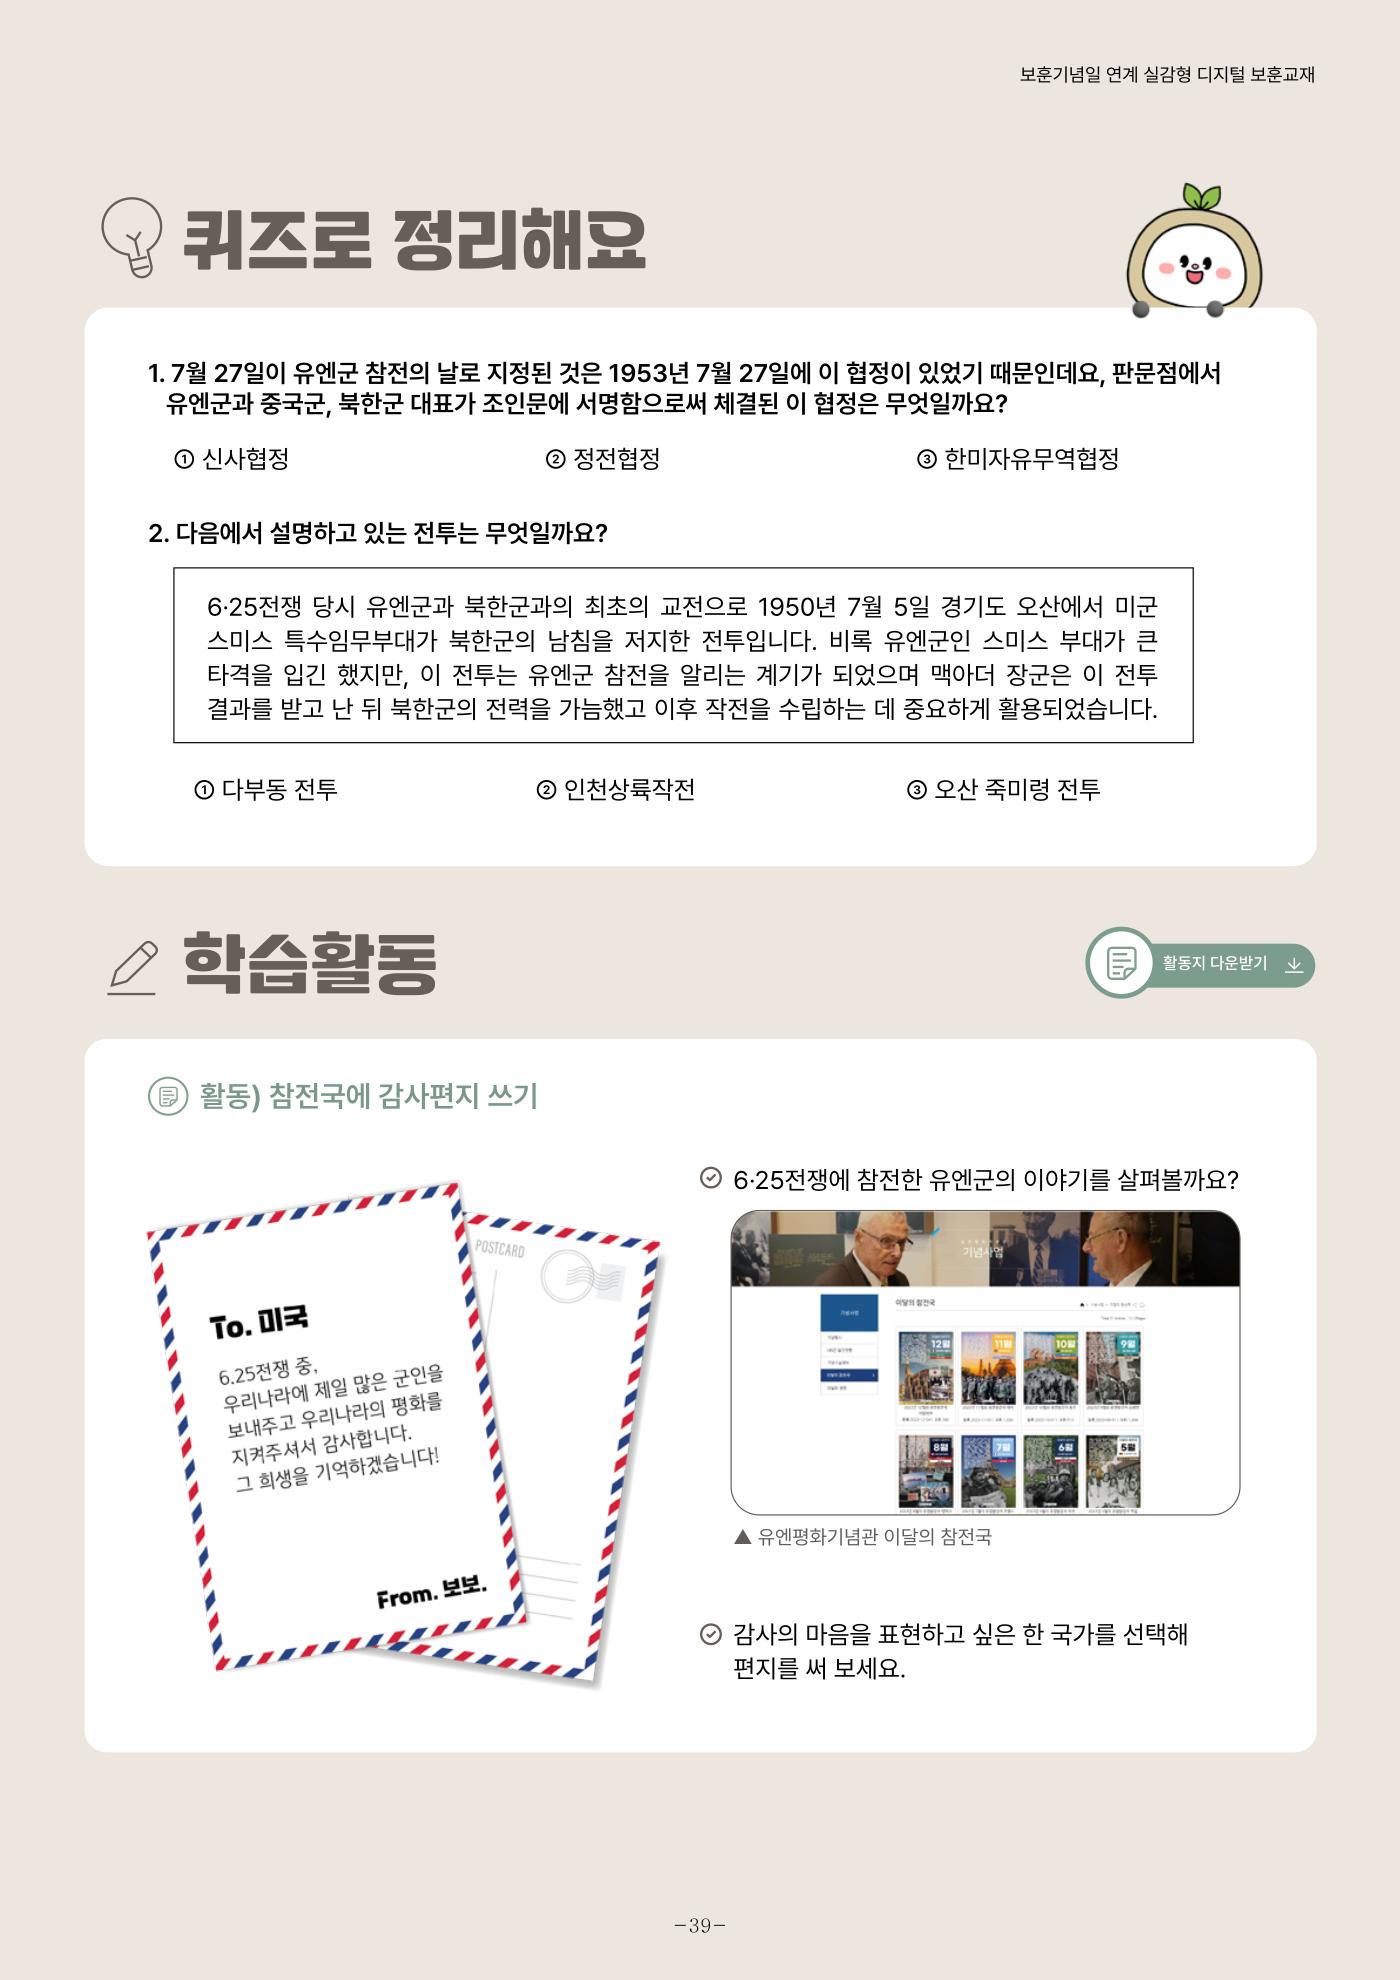 보훈기념일 연계 실감형 디지털 보훈교재
퀴즈로 정리해요
1. 7월 27일이 유엔군 참전의 날로 지정된 것은 1953년 7월 27일에 이 협정이 있었기 때문인데요, 판문점에서
유엔군과 중국군, 북한군 대표가 조인문에 서명함으로써 체결된 이 협정은 무엇일까요?
① 신사협정 ② 정전협정 ③ 한미자유무역협정
2. 다음에서 설명하고 있는 전투는 무엇일까요?
6·25전쟁 당시 유엔군과 북한군과의 최초의 교전으로 1950년 7월 5일 경기도 오산에서 미군
스미스 특수임무부대가 북한군의 남침을 저지한 전투입니다. 비록 유엔군인 스미스 부대가 큰
타격을 입긴 했지만, 이 전투는 유엔군 참전을 알리는 계기가 되었으며 맥아더 장군은 이 전투
결과를 받고 난 뒤 북한군의 전력을 가늠했고 이후 작전을 수립하는 데 중요하게 활용되었습니다.
① 다부동 전투 ② 인천상륙작전 ③ 오산 죽미령 전투
학습활동
활동지 다운받기
활동) 참전국에 감사편지 쓰기
POSTCARD
To. 미국
6.25전쟁 중,
우리나라에 제일 많은 군인을
보내주고 우리나라의 평화를
지켜주셔서 감사합니다.
그 희생을 기억하겠습니다!
From. 보보.
6·25전쟁에 참전한 유엔군의 이야기를 살펴볼까요?
기념사업
기념사업
이달의 참전국
12월 11월 10월 9월
8월 7월 6월 5월
▲ 유엔평화기념관 이달의 참전국
감사의 마음을 표현하고 싶은 한 국가를 선택해
편지를 써 보세요.
-39-